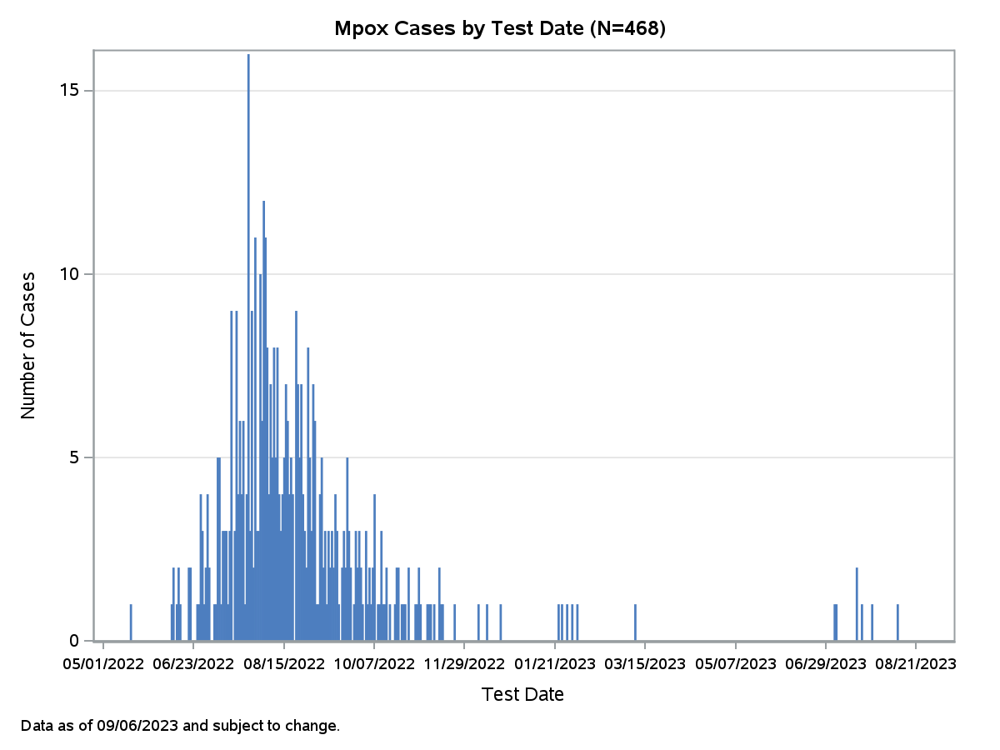 Mpox Cases by Test Date (N=468)
15
10
5
0
Number of Cases
05/01/2022 06/23/2022 08/15/2022 10/07/2022 11/29/2022 01/21/2023 03/15/2023 05/07/2023 06/29/2023 08/21/2023
Test Date
Data as of 09/06/2023 and subject to change.